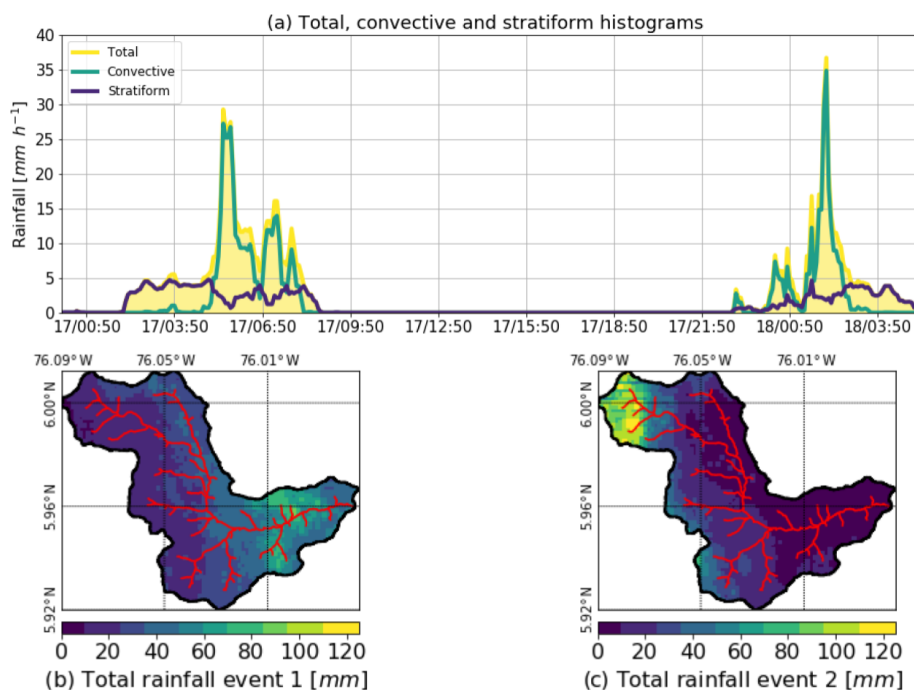 (a) Total, convective and stratiform histograms
40
35
30
25
20
15
10
5
0
Rainfall [mm h⁻¹]
Total
Convective
Stratiform
17/00:50 17/03:50 17/06:50 17/09:50 17/12:50 17/15:50 17/18:50 17/21:50 18/00:50 18/03:50
76.09°W 76.05°W 76.01°W
6.00°N
5.96°N
5.92°N
0 20 40 60 80 100 120
(b) Total rainfall event 1 [mm]
76.09°W 76.05°W 76.01°W
6.00°N
5.96°N
5.92°N
0 20 40 60 80 100 120
(c) Total rainfall event 2 [mm]